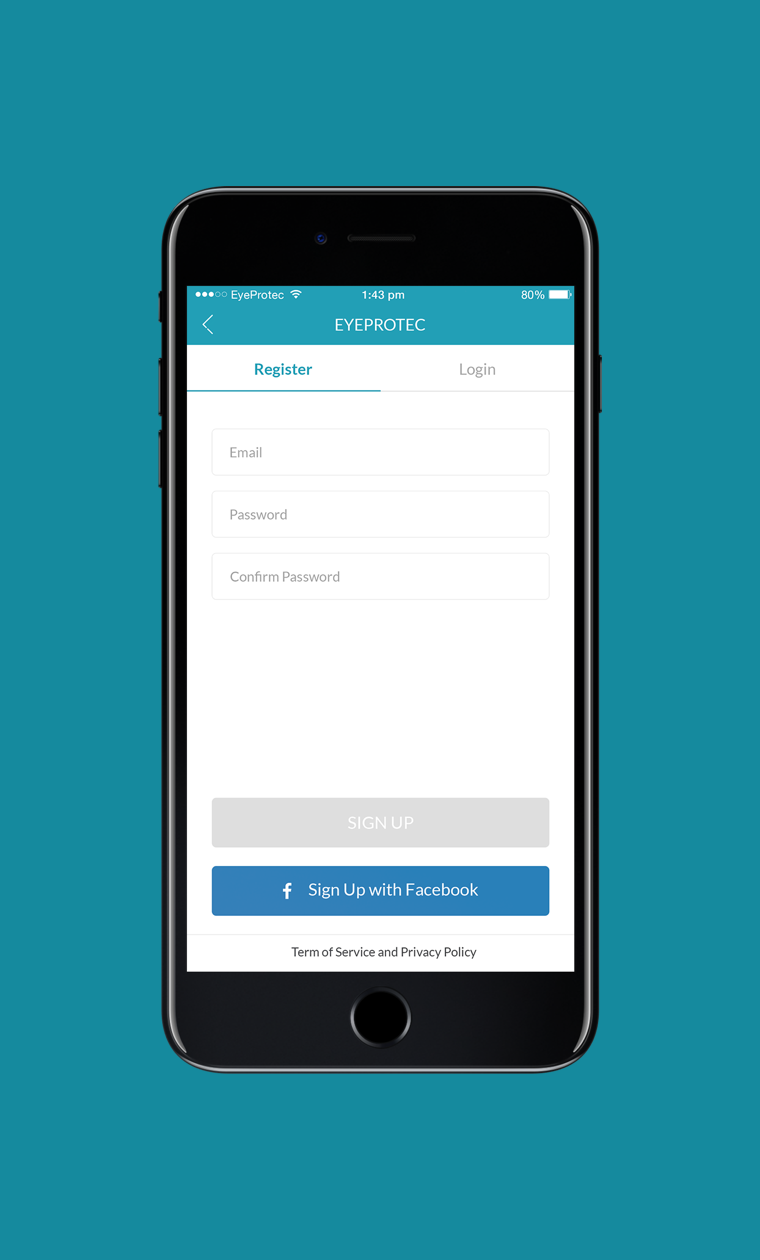 EyeProtec 1:43 pm 80%
EYEPROTEC
Register Login
Email
Password
Confirm Password
SIGN UP
f Sign Up with Facebook
Term of Service and Privacy Policy